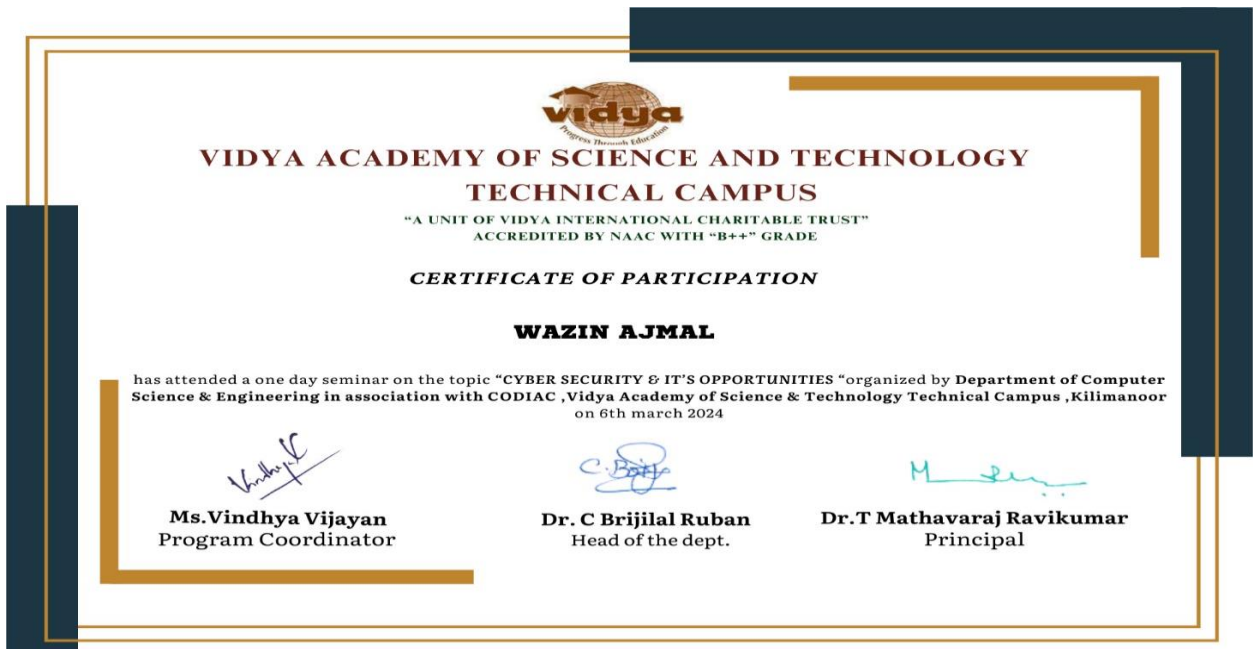 vidya
Progress Through Education
VIDYA ACADEMY OF SCIENCE AND TECHNOLOGY
TECHNICAL CAMPUS
“A UNIT OF VIDYA INTERNATIONAL CHARITABLE TRUST”
ACCREDITED BY NAAC WITH “B++” GRADE
CERTIFICATE OF PARTICIPATION
WAZIN AJMAL
has attended a one day seminar on the topic “CYBER SECURITY & IT'S OPPORTUNITIES “organized by Department of Computer
Science & Engineering in association with CODIAC ,Vidya Academy of Science & Technology Technical Campus ,Kilimanoor
on 6th march 2024
Ms.Vindhya Vijayan
Program Coordinator
Dr. C Brijilal Ruban
Head of the dept.
Dr.T Mathavaraj Ravikumar
Principal